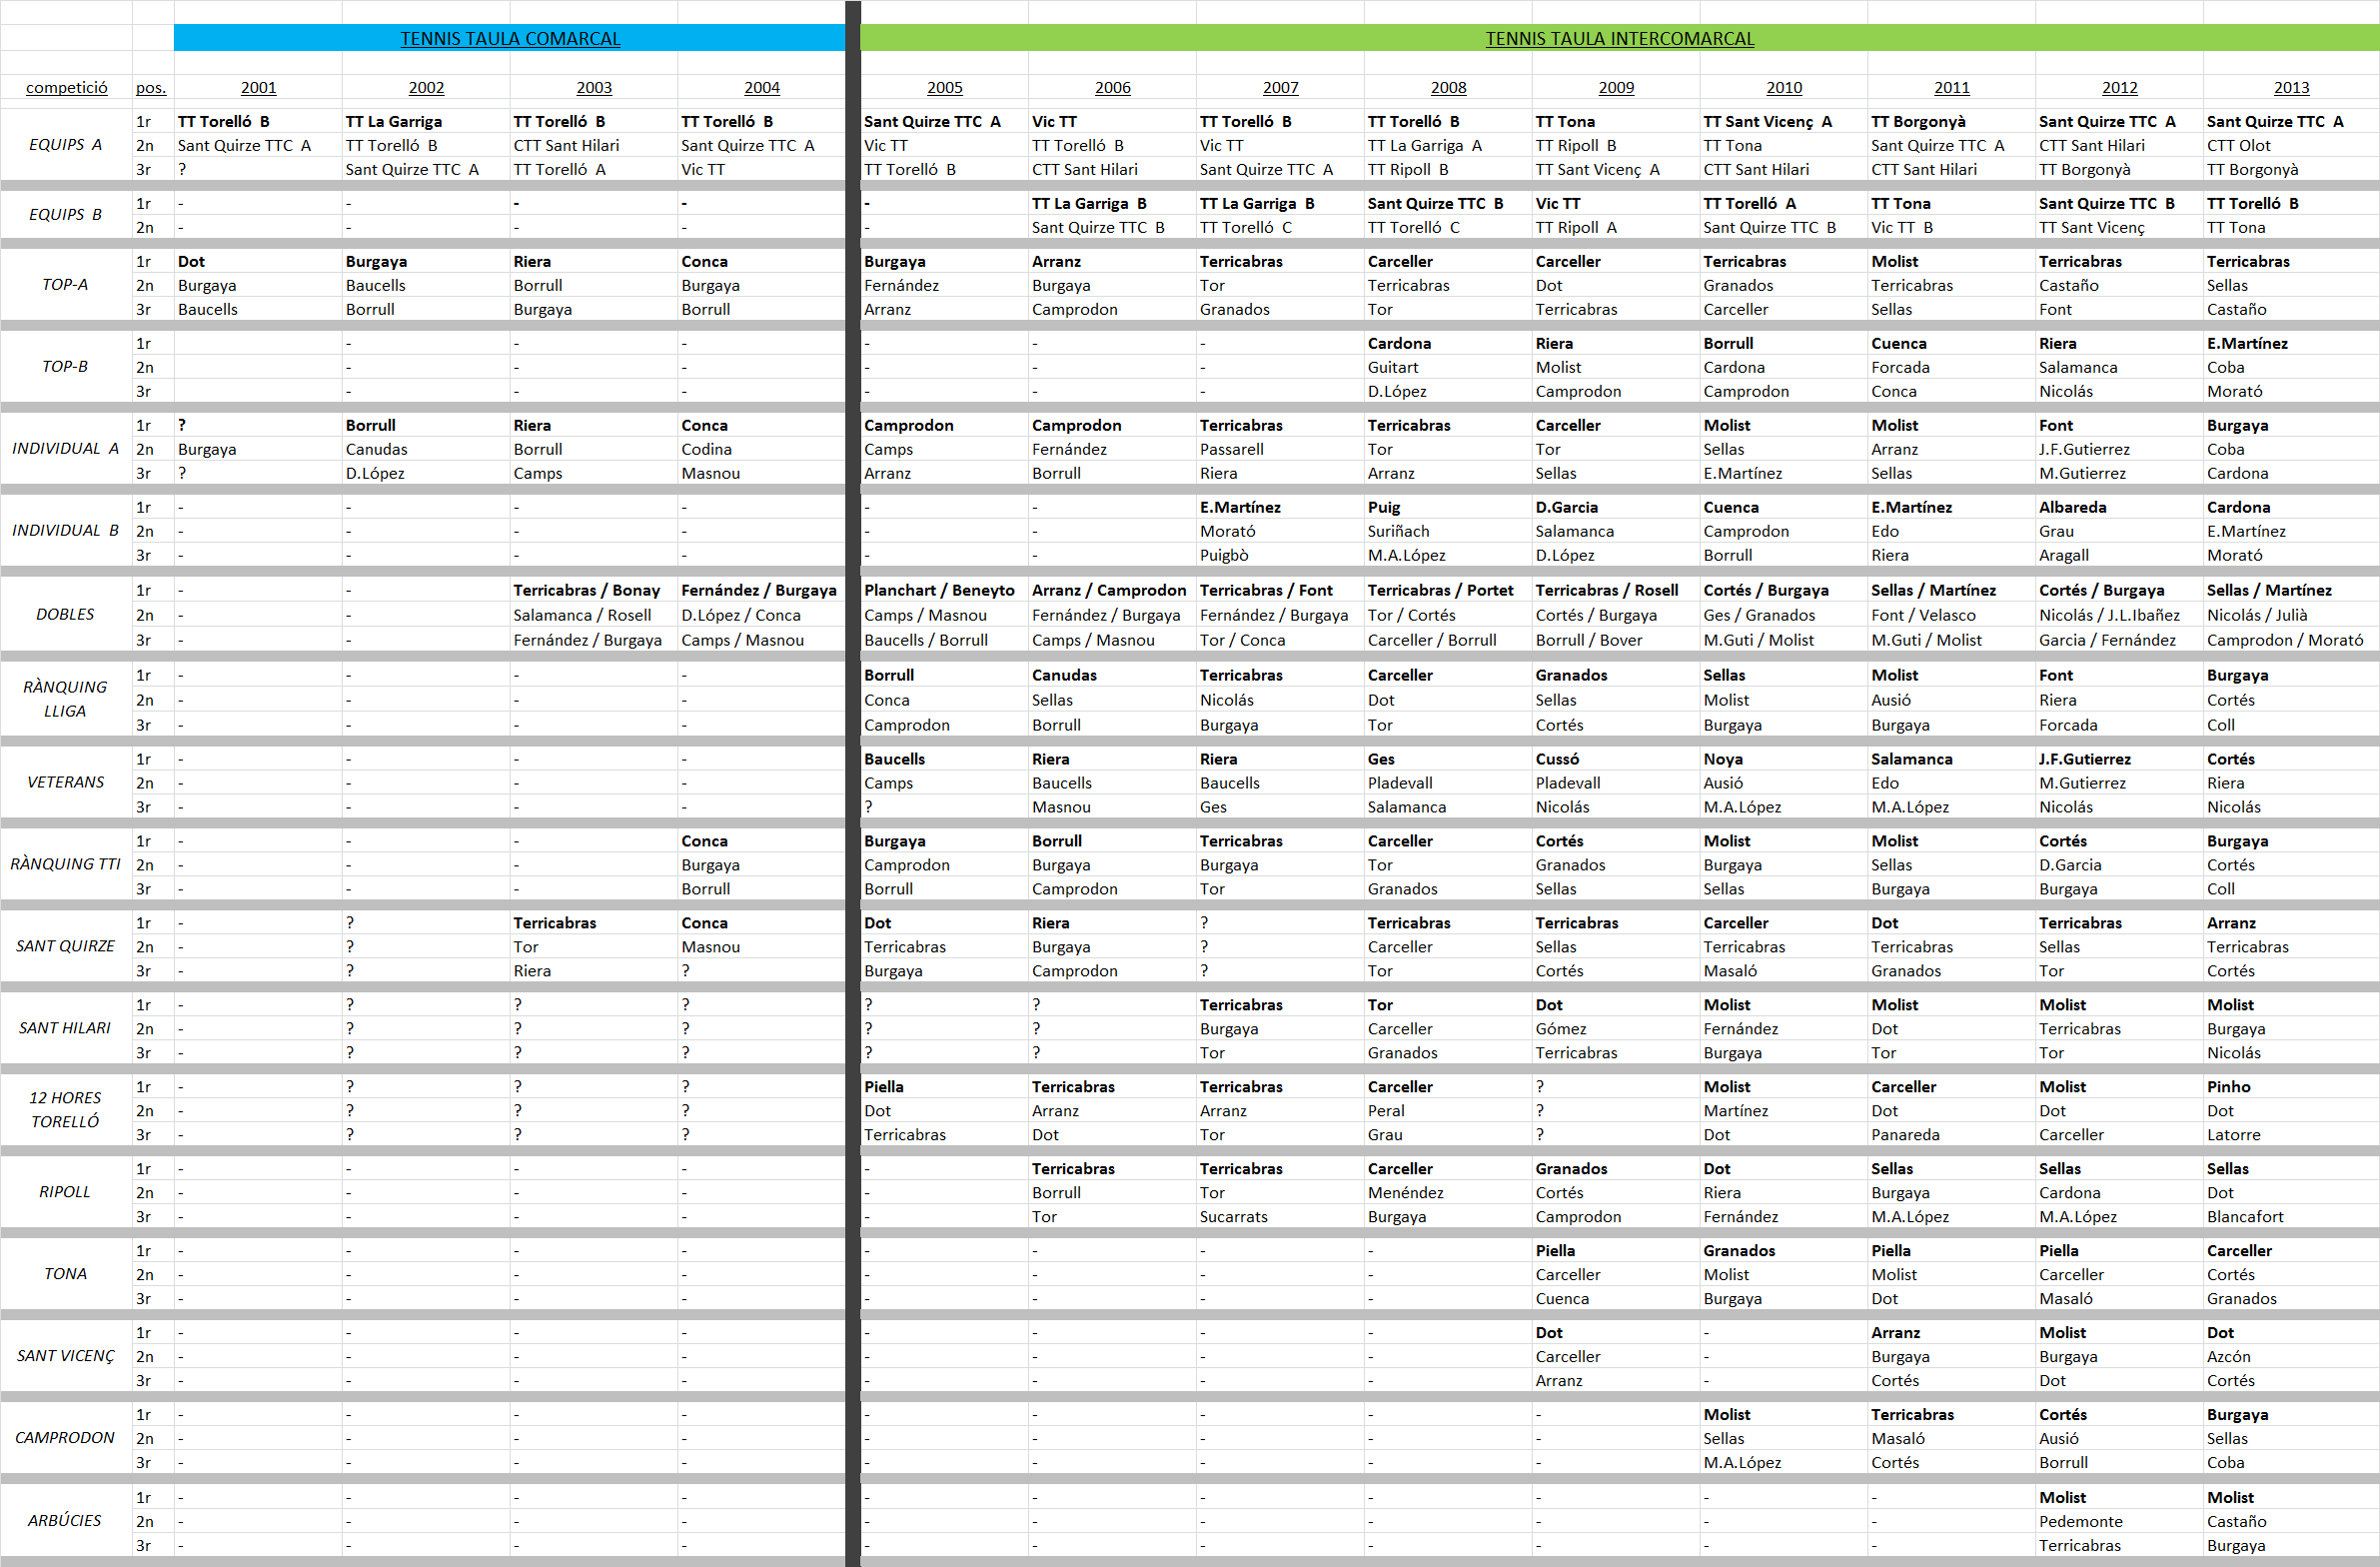 TENNIS TAULA COMARCAL TENNIS TAULA INTERCOMARCAL
competició pos. 2001 2002 2003 2004 2005 2006 2007 2008 2009 2010 2011 2012 2013
EQUIPS A
1r TT Torelló B TT La Garriga TT Torelló B TT Torelló B Sant Quirze TTC A Vic TT TT Torelló B TT Torelló B TT Tona TT Sant Vicenç A TT Borgonyà Sant Quirze TTC A Sant Quirze TTC A
2n Sant Quirze TTC A TT Torelló B CTT Sant Hilari Sant Quirze TTC A Vic TT TT Torelló B Vic TT TT La Garriga A TT Ripoll B TT Tona Sant Quirze TTC A CTT Sant Hilari CTT Olot
3r ? Sant Quirze TTC A TT Torelló A Vic TT TT Torelló B CTT Sant Hilari Sant Quirze TTC A TT Ripoll B TT Sant Vicenç A CTT Sant Hilari CTT Sant Hilari TT Borgonyà TT Borgonyà
EQUIPS B
1r - - - - - TT La Garriga B TT La Garriga B Sant Quirze TTC B Vic TT TT Torelló A TT Tona Sant Quirze TTC B TT Torelló B
2n - - - - - Sant Quirze TTC B TT Torelló C TT Torelló C TT Ripoll A Sant Quirze TTC B Vic TT B TT Sant Vicenç TT Tona
TOP-A
1r Dot Burgaya Riera Conca Burgaya Arranz Terricabras Carceller Carceller Terricabras Molist Terricabras Terricabras
2n Burgaya Baucells Borrull Burgaya Fernández Burgaya Tor Terricabras Dot Granados Terricabras Castaño Sellas
3r Baucells Borrull Burgaya Borrull Arranz Camprodon Granados Tor Terricabras Carceller Sellas Font Castaño
TOP-B
1r - - - - - - Cardona Riera Borrull Cuenca Riera E.Martínez
2n - - - - - - Guitart Molist Cardona Forcada Salamanca Coba
3r - - - - - - D.López Camprodon Camprodon Conca Nicolás Morató
INDIVIDUAL A
1r ? Borrull Riera Conca Camprodon Camprodon Terricabras Terricabras Carceller Molist Molist Font Burgaya
2n Burgaya Canudas Borrull Codina Camps Fernández Passarell Tor Tor Sellas Arranz J.F.Gutierrez Coba
3r ? D.López Camps Masnou Arranz Borrull Riera Arranz Sellas E.Martínez Sellas M.Gutierrez Cardona
INDIVIDUAL B
1r - - - - - - E.Martínez Puig D.Garcia Cuenca E.Martínez Albareda Cardona
2n - - - - - - Morató Suriñach Salamanca Camprodon Edo Grau E.Martínez
3r - - - - - - Puigbò M.A.López D.López Borrull Riera Aragall Morató
DOBLES
1r - - Terricabras / Bonay Fernández / Burgaya Planchart / Beneyto Arranz / Camprodon Terricabras / Font Terricabras / Portet Terricabras / Rosell Cortés / Burgaya Sellas / Martínez Cortés / Burgaya Sellas / Martínez
2n - - Salamanca / Rosell D.López / Conca Camps / Masnou Fernández / Burgaya Fernández / Burgaya Tor / Cortés Cortés / Burgaya Ges / Granados Font / Velasco Nicolás / J.L.Ibañez Nicolás / Julià
3r - - Fernández / Burgaya Camps / Masnou Baucells / Borrull Camps / Masnou Tor / Conca Carceller / Borrull Borrull / Bover M.Guti / Molist M.Guti / Molist Garcia / Fernández Camprodon / Morató
RÀNQUING
LLIGA
1r - - - - Borrull Canudas Terricabras Carceller Granados Sellas Molist Font Burgaya
2n - - - - Conca Sellas Nicolás Dot Sellas Molist Ausió Riera Cortés
3r - - - - Camprodon Borrull Burgaya Tor Cortés Burgaya Burgaya Forcada Coll
VETERANS
1r - - - - Baucells Riera Riera Ges Cussó Noya Salamanca J.F.Gutierrez Cortés
2n - - - - Camps Baucells Baucells Pladevall Pladevall Ausió Edo M.Gutierrez Riera
3r - - - - ? Masnou Ges Salamanca Nicolás M.A.López M.A.López Nicolás Nicolás
RÀNQUING TTI
1r - - - Conca Burgaya Borrull Terricabras Carceller Cortés Molist Molist Cortés Burgaya
2n - - - Burgaya Camprodon Burgaya Burgaya Tor Granados Burgaya Sellas D.Garcia Cortés
3r - - - Borrull Borrull Camprodon Tor Granados Sellas Sellas Burgaya Burgaya Coll
SANT QUIRZE
1r - ? Terricabras Conca Dot Riera ? Terricabras Terricabras Carceller Dot Terricabras Arranz
2n - ? Tor Masnou Terricabras Burgaya ? Carceller Sellas Terricabras Terricabras Sellas Terricabras
3r - ? Riera ? Burgaya Camprodon ? Tor Cortés Masaló Granados Tor Cortés
SANT HILARI
1r - ? ? ? ? ? Terricabras Tor Dot Molist Molist Molist Molist
2n - ? ? ? ? ? Burgaya Carceller Gómez Fernández Dot Terricabras Burgaya
3r - ? ? ? ? ? Tor Granados Terricabras Burgaya Tor Tor Nicolás
12 HORES
TORELLÓ
1r - ? ? ? Piella Terricabras Terricabras Carceller ? Molist Carceller Molist Pinho
2n - ? ? ? Dot Arranz Arranz Peral ? Martínez Dot Dot Dot
3r - ? ? ? Terricabras Dot Tor Grau ? Dot Panareda Carceller Latorre
RIPOLL
1r - - - - - Terricabras Terricabras Carceller Granados Dot Sellas Sellas Sellas
2n - - - - - Borrull Tor Menéndez Cortés Riera Burgaya Cardona Dot
3r - - - - - Tor Sucarrats Burgaya Camprodon Fernández M.A.López M.A.López Blancafort
TONA
1r - - - - - - - - Piella Granados Piella Piella Carceller
2n - - - - - - - - Carceller Molist Molist Carceller Cortés
3r - - - - - - - - Cuenca Burgaya Dot Masaló Granados
SANT VICENÇ
1r - - - - - - - - Dot - Arranz Molist Dot
2n - - - - - - - - Carceller - Burgaya Burgaya Azcón
3r - - - - - - - - Arranz - Cortés Dot Cortés
CAMPRODON
1r - - - - - - - - - Molist Terricabras Cortés Burgaya
2n - - - - - - - - - Sellas Masaló Ausió Sellas
3r - - - - - - - - - M.A.López Cortés Borrull Coba
ARBÚCIES
1r - - - - - - - - - - - Molist Molist
2n - - - - - - - - - - - Pedemonte Castaño
3r - - - - - - - - - - - Terricabras Burgaya